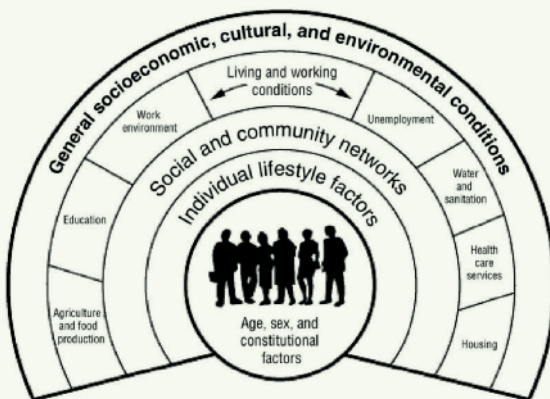 General socioeconomic, cultural, and environmental conditions
Living and working
conditions
Work
environment
Unemployment
Education
Water
and
sanitation
Agriculture
and food
production
Health
care
services
Housing
Social and community networks
Individual lifestyle factors
Age, sex, and
constitutional
factors